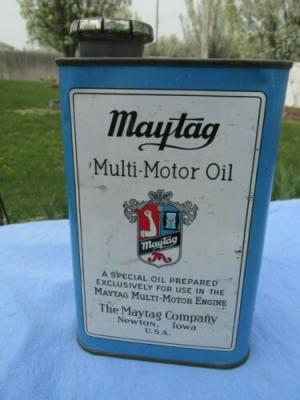 Maytag
Multi-Motor Oil
Maytag
M
A SPECIAL OIL PREPARED
EXCLUSIVELY FOR USE IN THE
MAYTAG MULTI-MOTOR ENGINE
The Maytag Company
Newton, Iowa
U.S.A.